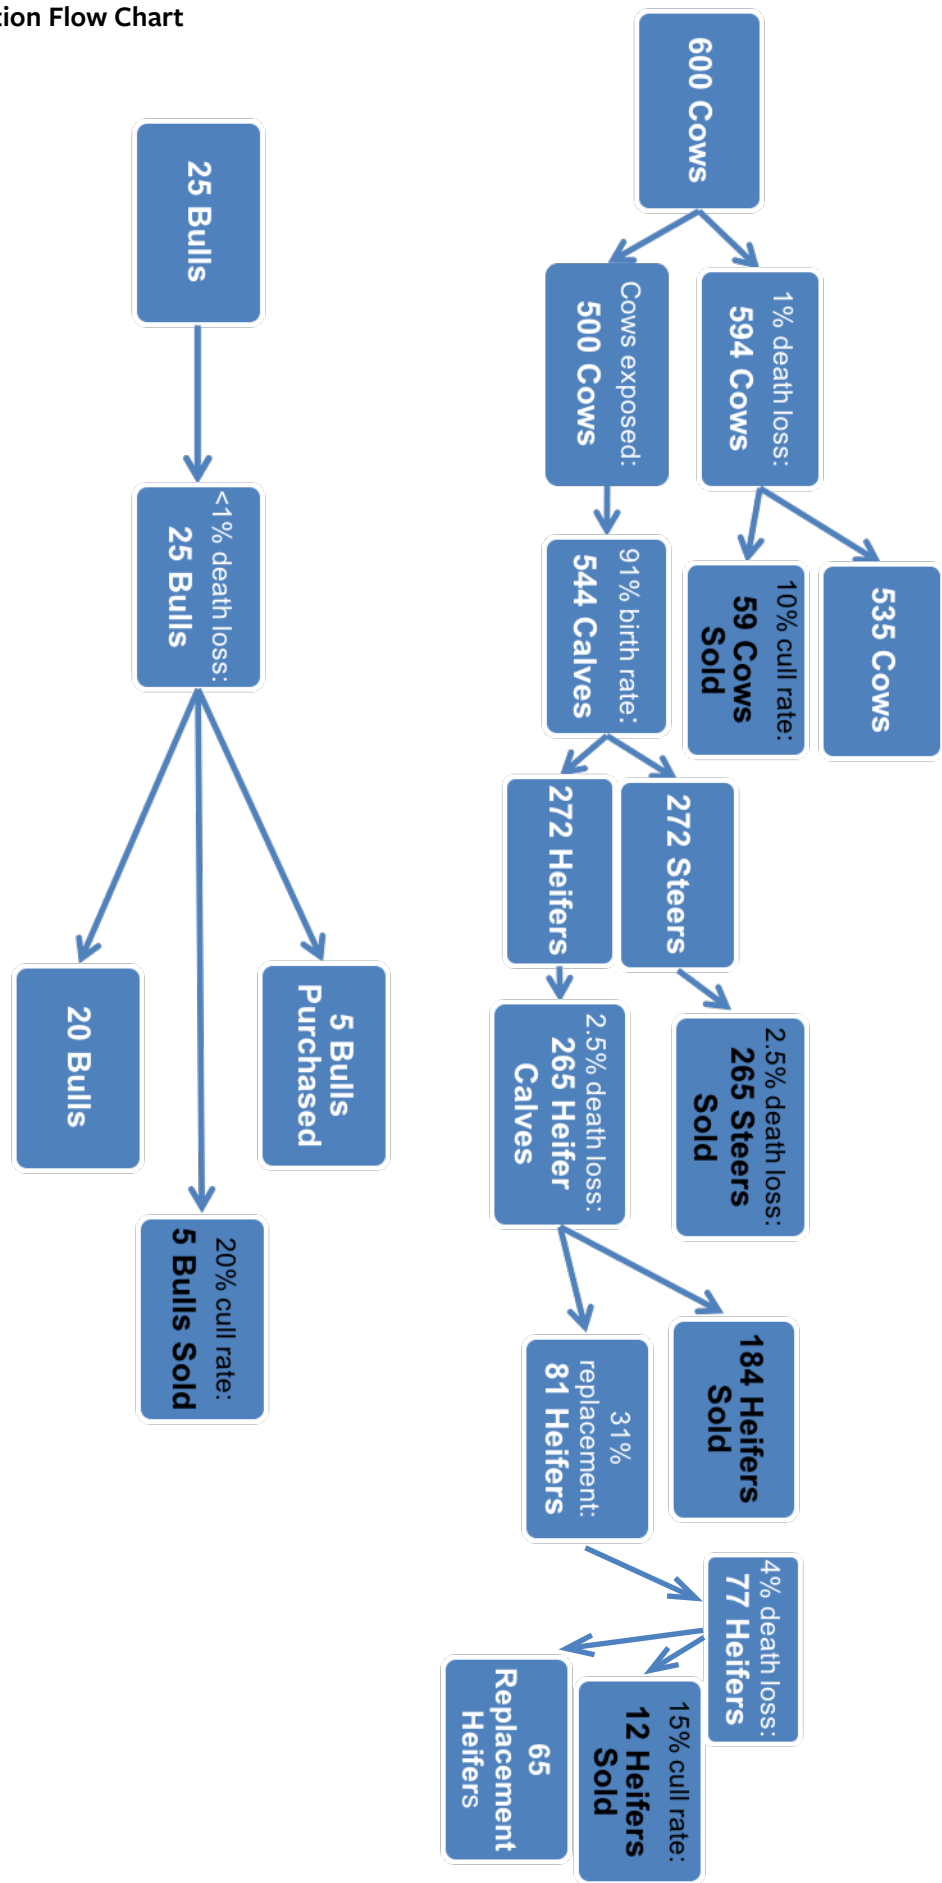 tion Flow Chart
600 Cows
1% death loss:
594 Cows
Cows exposed:
500 Cows
535 Cows
10% cull rate:
59 Cows
Sold
91% birth rate:
544 Calves
272 Steers
272 Heifers
2.5% death loss:
265 Steers
Sold
2.5% death loss:
265 Heifer
Calves
184 Heifers
Sold
31%
replacement:
81 Heifers
4% death loss:
77 Heifers
15% cull rate:
12 Heifers
Sold
65
Replacement
Heifers
25 Bulls
<1% death loss:
25 Bulls
5 Bulls
Purchased
20% cull rate:
5 Bulls Sold
20 Bulls